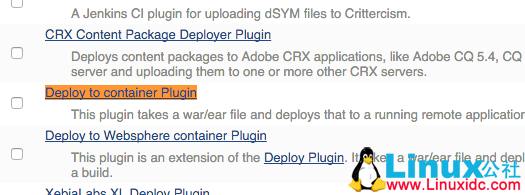 A Jenkins CI plugin for uploading dSYM files to Crittercism.
CRX Content Package Deployer Plugin
Deploys content packages to Adobe CRX applications, like Adobe CQ 5.4, CQ
server and uploading them to one or more other CRX servers.
Deploy to container Plugin
This plugin takes a war/ear file and deploys that to a running remote application
Deploy to Websphere container Plugin
This plugin is an extension of the Deploy Plugin. It takes a war/ear file and depl
a build.
XebiaLabs XL Deploy Plugin
Linux公社
www.Linuxidc.com